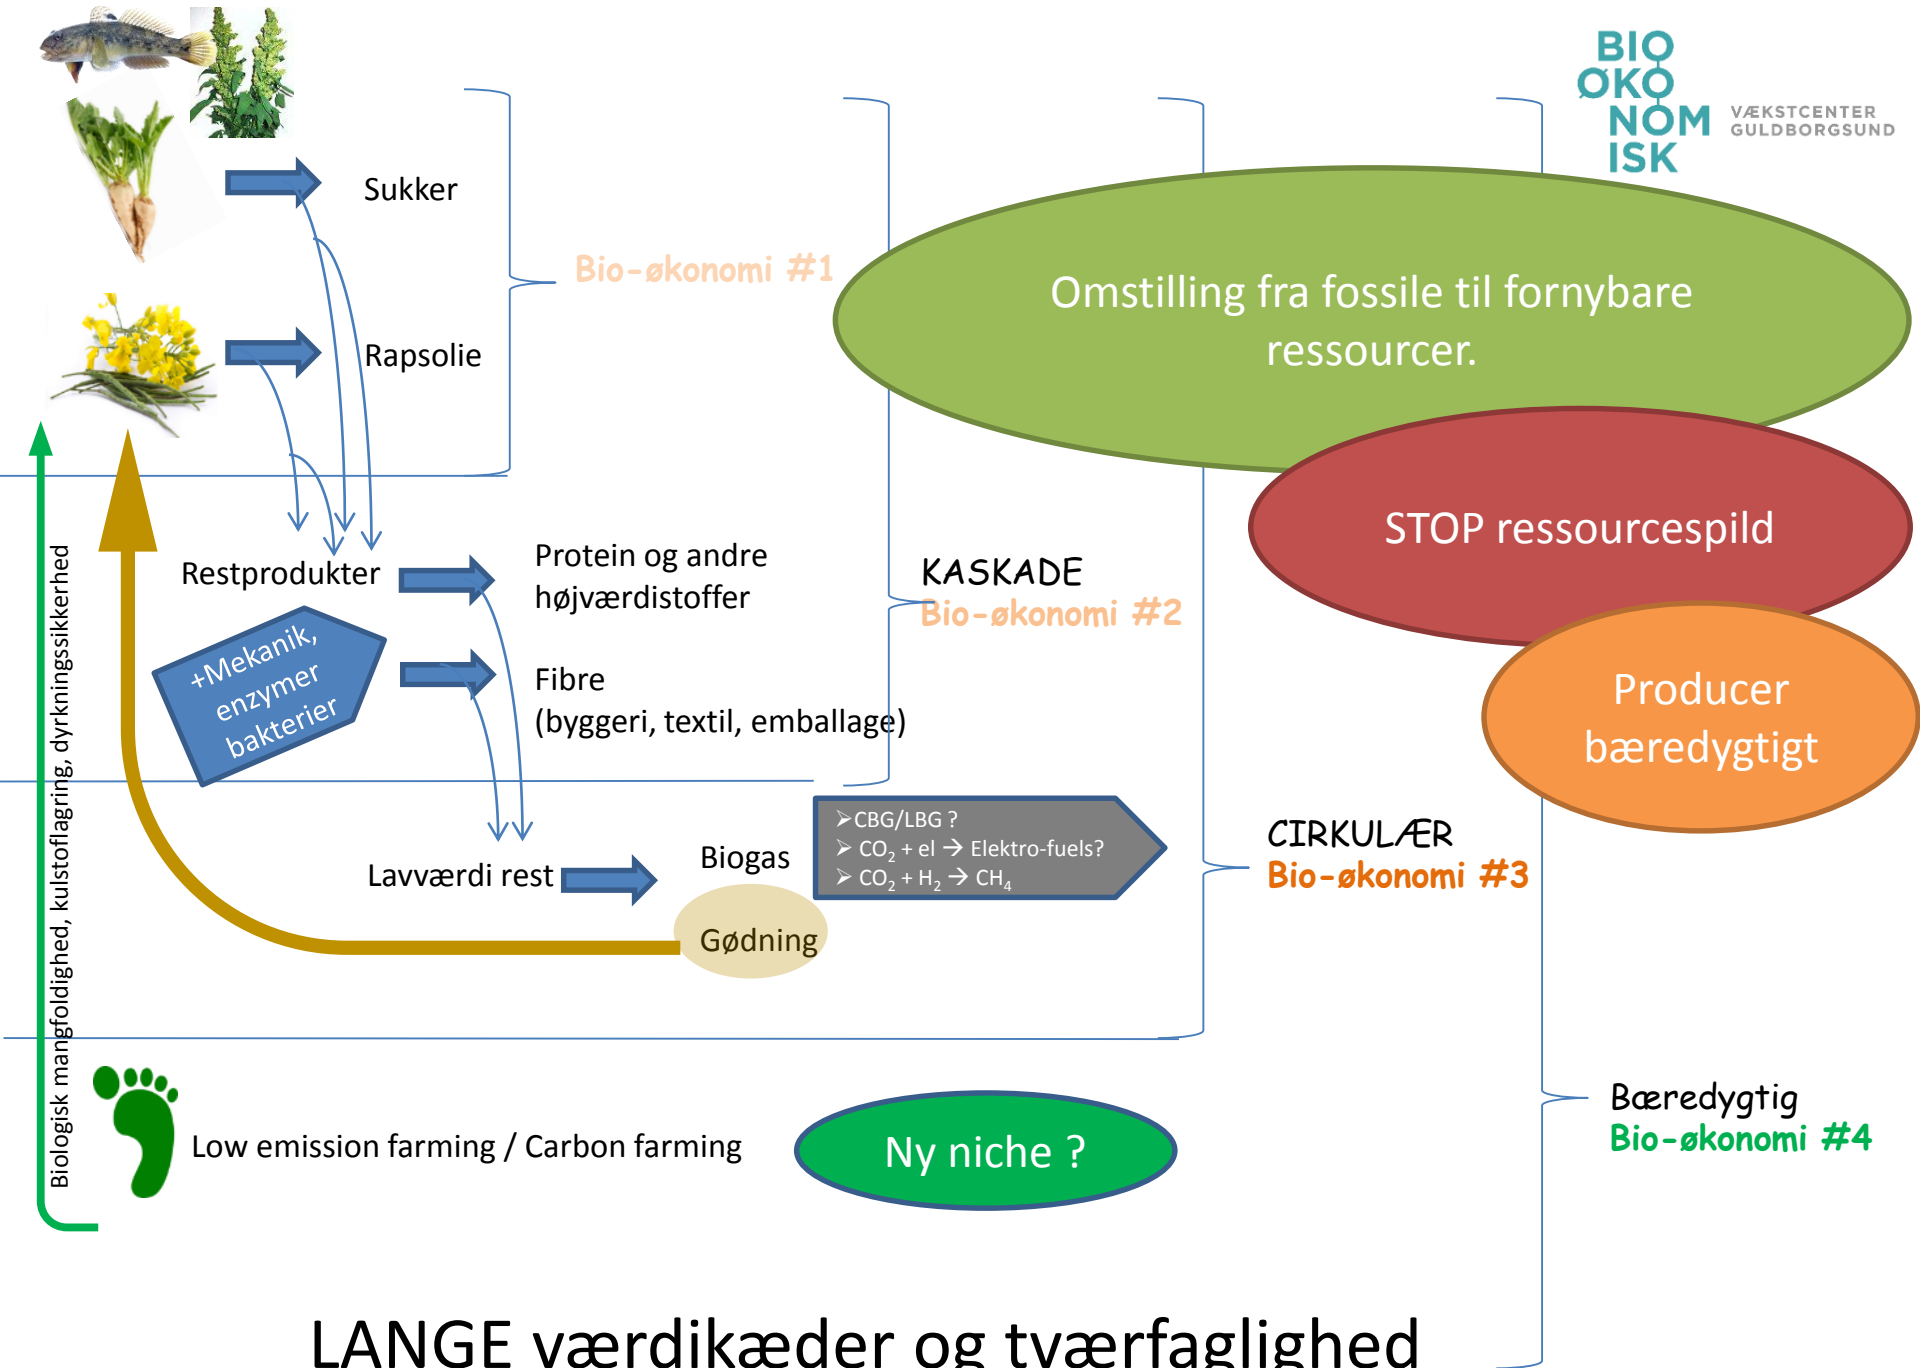 BIO
ØKO
NOM
ISK
VÆKSTCENTER
GULDBORGSUND
Sukker
Bio-økonomi #1
Rapsolie
Omstilling fra fossile til fornybare
ressourcer.
STOP ressourcespild
Producer
bæredygtigt
Restprodukter
Protein og andre
højværdistoffer
KASKADE
Bio-økonomi #2
+Mekanik,
enzymer
bakterier
Fibre
(byggeri, textil, emballage)
Lavværdi rest
Biogas
Gødning
➢CBG/LBG ?
➢ CO₂ + el → Elektro-fuels?
➢ CO₂ + H₂ → CH₄
CIRKULÆR
Bio-økonomi #3
Biologisk mangfoldighed, kulstoflagring, dyrkningssikkerhed
Low emission farming / Carbon farming
Ny niche ?
Bæredygtig
Bio-økonomi #4
LANGE værdikæder og tværfaglighed